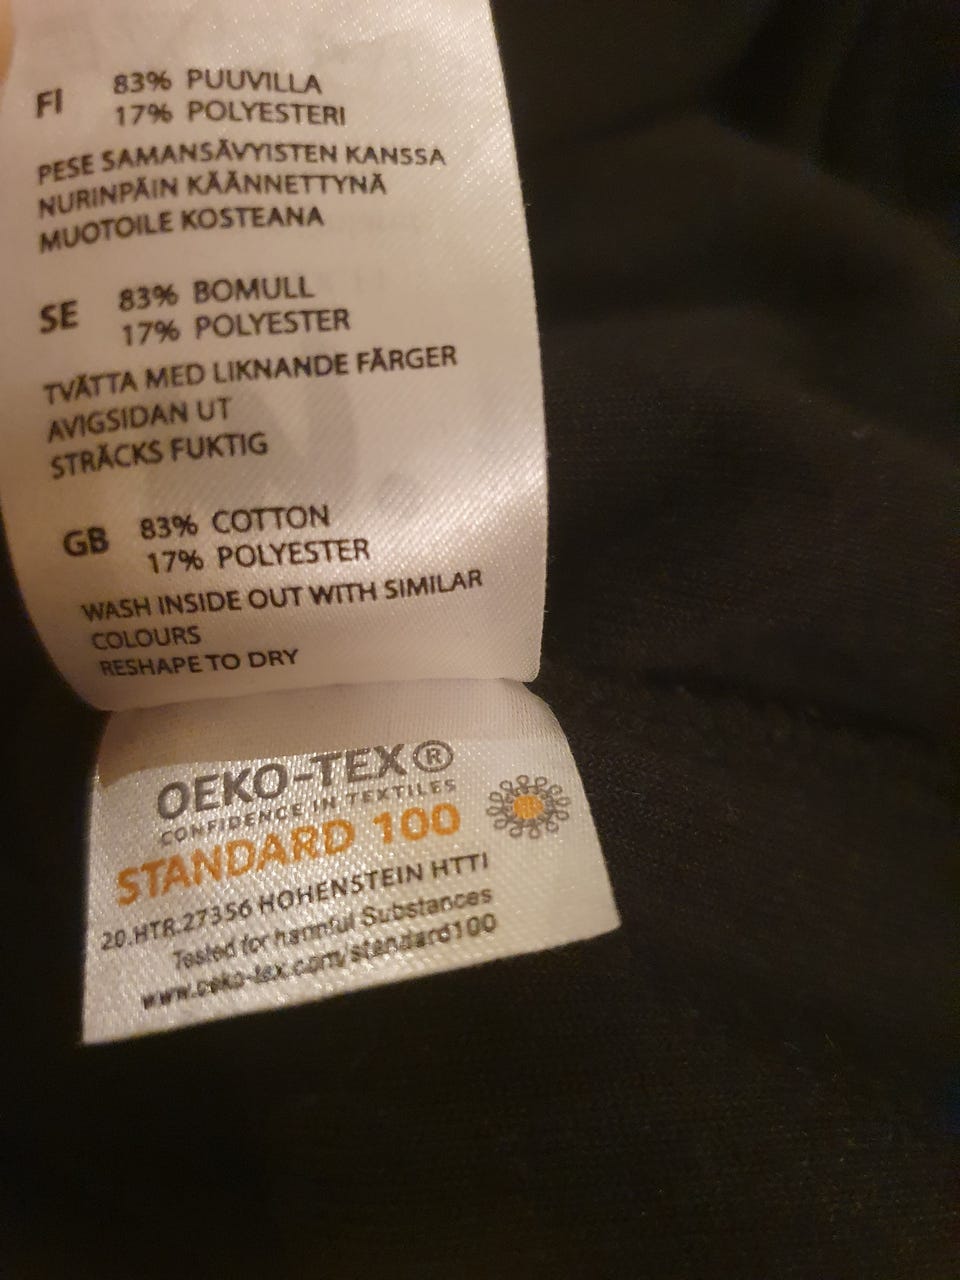 FI 83% PUUVILLA
17% POLYESTERI
PESE SAMANSÄVYISTEN KANSSA
NURINPÄIN KÄÄNNETTYNÄ
MUOTOILE KOSTEANA
SE 83% BOMULL
17% POLYESTER
TVÄTTA MED LIKNANDE FÄRGER
AVIGSIDAN UT
STRÄCKS FUKTIG
GB 83% COTTON
17% POLYESTER
WASH INSIDE OUT WITH SIMILAR
COLOURS
RESHAPE TO DRY
OEKO-TEX®
CONFIDENCE IN TEXTILES
STANDARD 100
20.HTR.27356 HOHENSTEIN HTTI
Tested for harmful Substances
www.oeko-tex.com/standard100